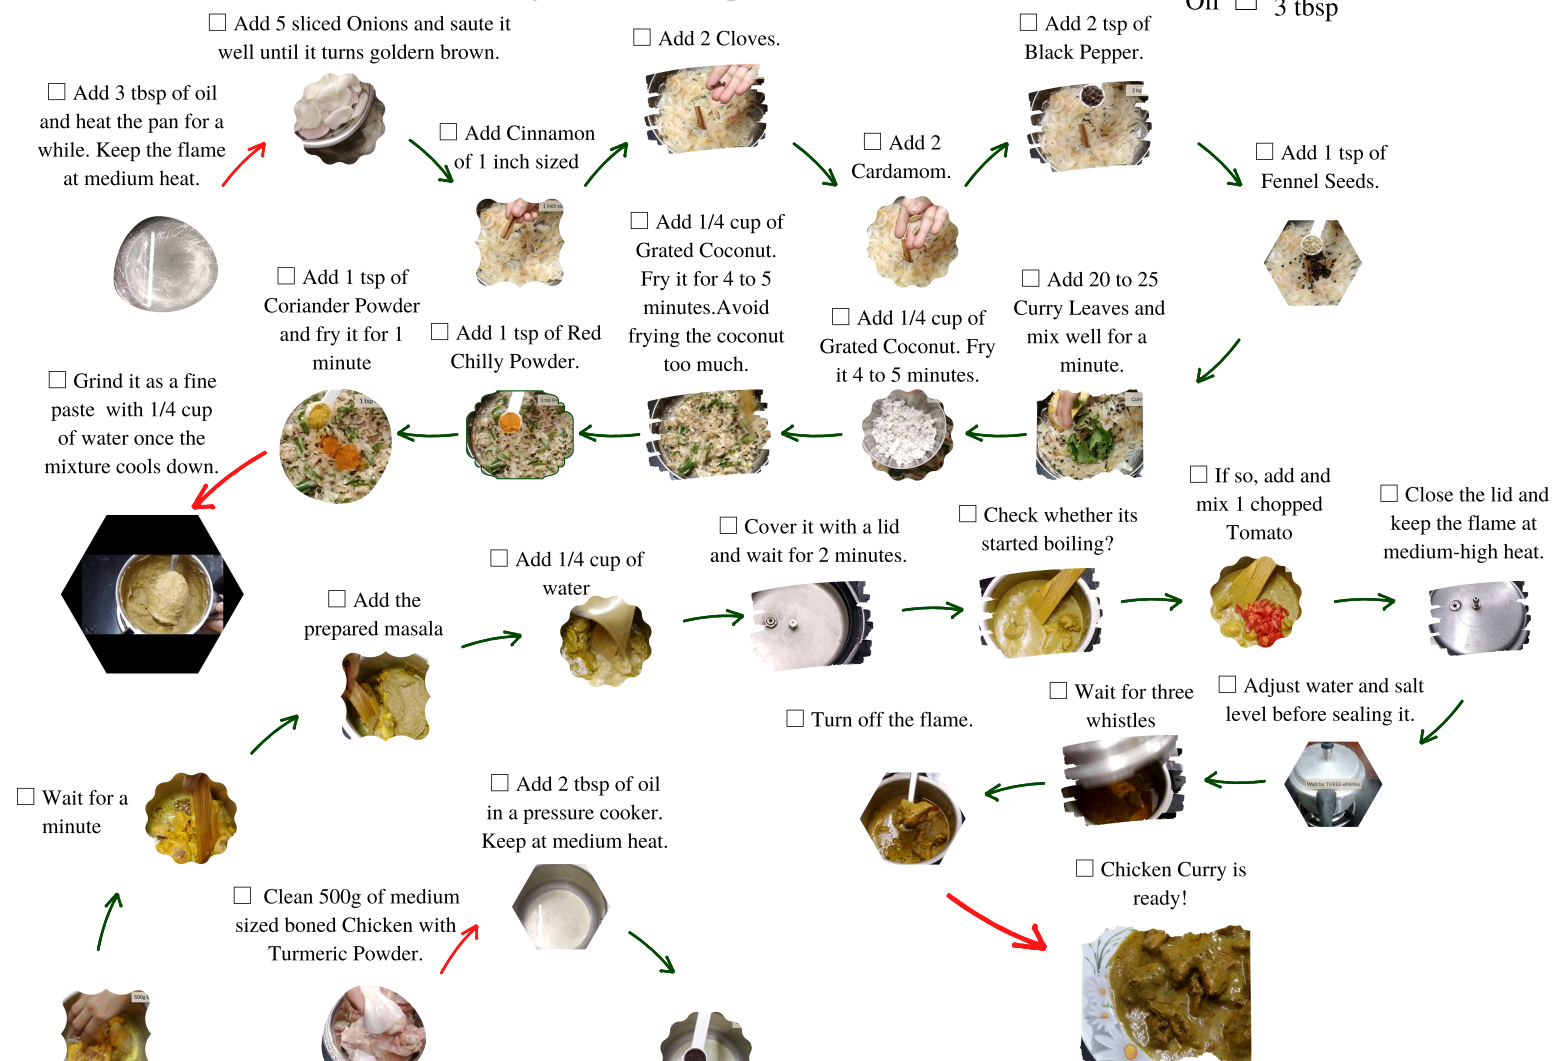 Oil ☐ 3 tbsp
☐ Add 3 tbsp of oil
and heat the pan for a
while. Keep the flame
at medium heat.
☐ Add 5 sliced Onions and saute it
well until it turns goldern brown.
☐ Add Cinnamon
of 1 inch sized
☐ Add 2 Cloves.
☐ Add 2
Cardamom.
☐ Add 2 tsp of
Black Pepper.
☐ Add 1 tsp of
Fennel Seeds.
☐ Add 20 to 25
Curry Leaves and
mix well for a
minute.
☐ Add 1/4 cup of
Grated Coconut. Fry
it 4 to 5 minutes.
☐ Add 1/4 cup of
Grated Coconut.
Fry it for 4 to 5
minutes.Avoid
frying the coconut
too much.
☐ Add 1 tsp of Red
Chilly Powder.
☐ Add 1 tsp of
Coriander Powder
and fry it for 1
minute
☐ Grind it as a fine
paste with 1/4 cup
of water once the
mixture cools down.
☐ Clean 500g of medium
sized boned Chicken with
Turmeric Powder.
☐ Add 2 tbsp of oil
in a pressure cooker.
Keep at medium heat.
500g
☐ Wait for a
minute
☐ Add the
prepared masala
☐ Add 1/4 cup of
water
☐ Cover it with a lid
and wait for 2 minutes.
☐ Check whether its
started boiling?
☐ If so, add and
mix 1 chopped
Tomato
☐ Close the lid and
keep the flame at
medium-high heat.
☐ Adjust water and salt
level before sealing it.
Wait for THREE whistles
☐ Wait for three
whistles
☐ Turn off the flame.
☐ Chicken Curry is
ready!